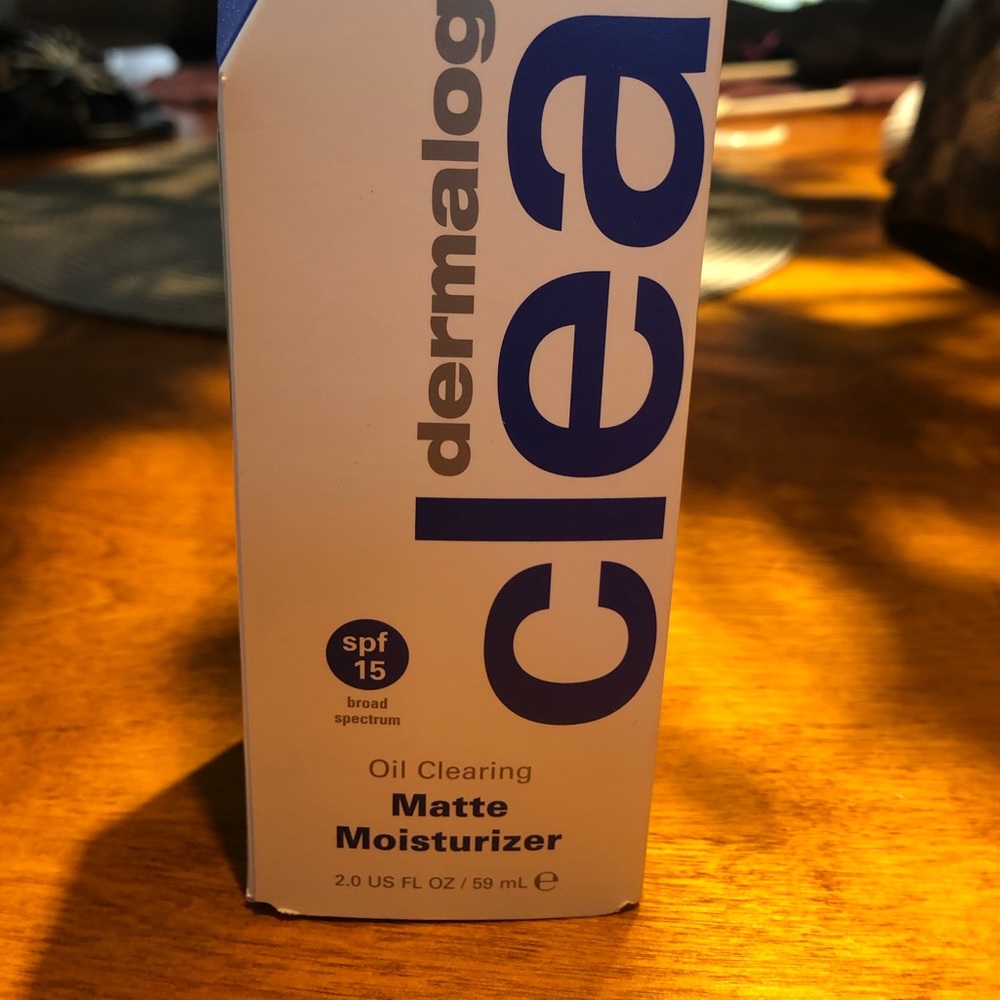 dermalog
clea
spf
15
broad
spectrum
Oil Clearing
Matte
Moisturizer
2.0 US FL OZ / 59 mL ℮